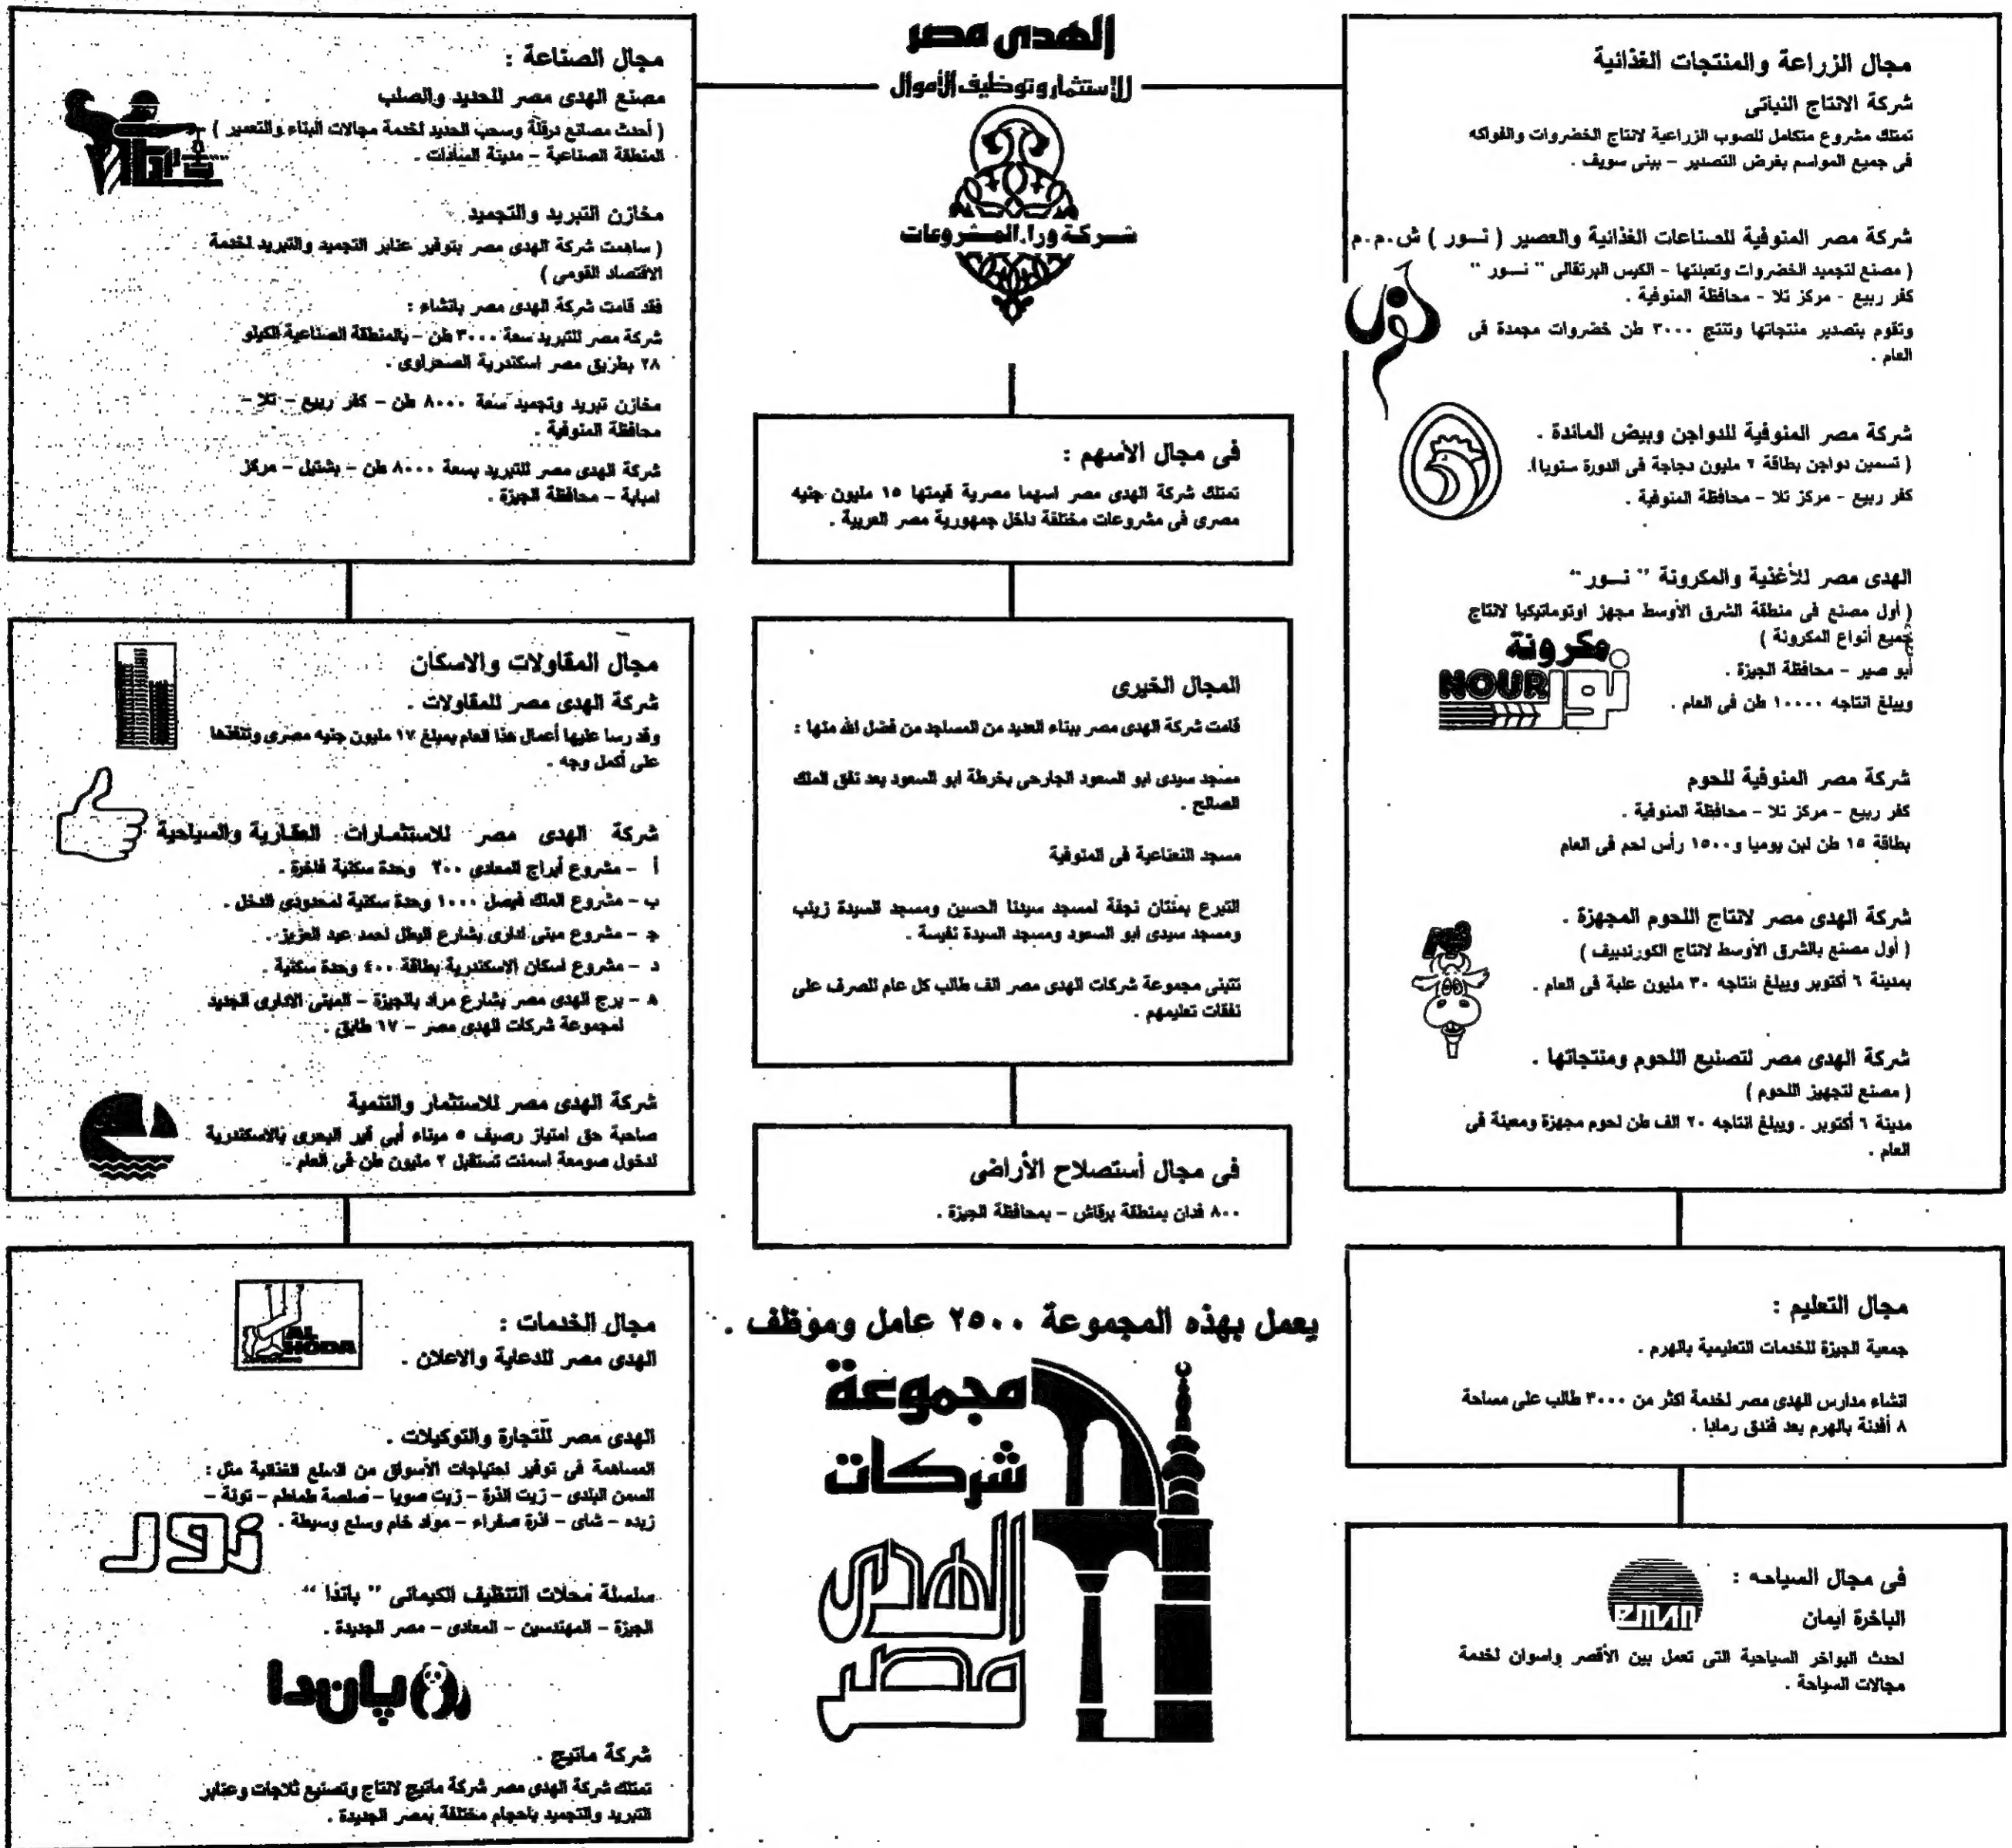 الهدى مصر
للإستثمار وتوظيف الأموال
شركة وراء المشروعات
مجال الزراعة والمنتجات الغذائية
شركة الانتاج النباتى
تمتلك مشروع متكامل للصوب الزراعية لانتاج الخضروات والفواكه
فى جميع المواسم بغرض التصدير - ببنى سويف .
شركة مصر المنوفية للصناعات الغذائية والعصير ( نــور ) ش.م.م
( مصنع لتجميد الخضروات وتعبئتها - الكيس البرتقالى " نــور "
كفر ربيع - مركز تلا - محافظة المنوفية .
وتقوم بتصدير منتجاتها وتنتج ٣٠٠٠ طن خضروات مجمدة فى
العام .
نور
شركة مصر المنوفية للدواجن وبيض المائدة .
( تسمين دواجن بطاقة ٢ مليون دجاجة فى الدورة سنويا).
كفر ربيع - مركز تلا - محافظة المنوفية .
الهدى مصر للأغذية والمكرونة " نــور "
( أول مصنع فى منطقة الشرق الأوسط مجهز اوتوماتيكيا لانتاج
جميع أنواع المكرونة )
أبو صير - محافظة الجيزة .
ويبلغ انتاجه ١٠٠٠٠ طن فى العام .
مكرونة
نور NOUR
شركة مصر المنوفية للحوم
كفر ربيع - مركز تلا - محافظة المنوفية .
بطاقة ١٥ طن لبن يوميا و١٥٠٠ رأس لحم فى العام
شركة الهدى مصر لانتاج اللحوم المجهزة .
( أول مصنع بالشرق الأوسط لانتاج الكورندبيف )
بمدينة ٦ أكتوبر ويبلغ انتاجه ٣٠ مليون علبة فى العام .
شركة الهدى مصر لتصنيع اللحوم ومنتجاتها .
( مصنع لتجهيز اللحوم )
مدينة ٦ أكتوبر . ويبلغ انتاجه ٢٠ الف طن لحوم مجهزة ومعبئة فى
العام .
مجال التعليم :
جمعية الجيزة للخدمات التعليمية بالهرم .
انشاء مدارس الهدى مصر لخدمة اكثر من ٣٠٠٠ طالب على مساحة
٨ أفدنة بالهرم بعد فندق رمادا .
فى مجال السياحه :
الباخرة ايمان
احدث البواخر السياحية التى تعمل بين الأقصر واسوان لخدمة
مجالات السياحة .
eman
فى مجال الأسهم :
تمتلك شركة الهدى مصر اسهما مصرية قيمتها ١٥ مليون جنيه
مصرى فى مشروعات مختلفة داخل جمهورية مصر العربية .
المجال الخيرى
قامت شركة الهدى مصر ببناء العديد من المساجد من فضل الله منها :
مسجد سيدى ابو السعود الجارحى بخرطة ابو السعود بعد نفق الملك
الصالح .
مسجد النعناعية فى المنوفية
التبرع بمئتان نجفة لمسجد سيدنا الحسين ومسجد السيدة زينب
ومسجد سيدى ابو السعود ومسجد السيدة نفيسة .
تتبنى مجموعة شركات الهدى مصر الف طالب كل عام للصرف على
نفقات تعليمهم .
فى مجال أستصلاح الأراضى
٨٠٠ فدان بمنطقة برقاش - بمحافظة الجيزة .
يعمل بهذه المجموعة ٢٥٠٠ عامل وموظف .
مجموعة
شركات
الهدى
مصر
مجال الصناعة :
مصنع الهدى مصر للحديد والصلب
( أحدث مصانع درفلة وسحب الحديد لخدمة مجالات البناء والتعمير )
المنطقة الصناعية - مدينة السادات .
مخازن التبريد والتجميد
( ساهمت شركة الهدى مصر بتوفير عنابر التجميد والتبريد لخدمة
الاقتصاد القومى )
فقد قامت شركة الهدى مصر بانشاء :
شركة مصر للتبريد سعة ٣٠٠٠ طن - بالمنطقة الصناعية الكيلو
٢٨ بطريق مصر اسكندرية الصحراوى .
مخازن تبريد وتجميد سعة ٨٠٠٠ طن - كفر ربيع - تلا -
محافظة المنوفية .
شركة الهدى مصر للتبريد بسعة ٨٠٠٠ طن - بشتيل - مركز
امبابة - محافظة الجيزة .
مجال المقاولات والاسكان
شركة الهدى مصر للمقاولات .
وقد رسا عليها أعمال هذا العام بمبلغ ١٧ مليون جنيه مصرى ونتفذها
على أكمل وجه .
شركة الهدى مصر للاستثمارات العقارية والسياحية
أ - مشروع أبراج المعادى ٢٠٠ وحدة سكنية فاخرة .
ب - مشروع الملك فيصل ١٠٠٠ وحدة سكنية لمحدودى الدخل .
ج - مشروع مبنى ادارى بشارع البطل احمد عبد العزيز .
د - مشروع اسكان الاسكندرية بطاقة ٤٠٠ وحدة سكنية .
ه - برج الهدى مصر بشارع مراد بالجيزة - المبنى الادارى الجديد
لمجموعة شركات الهدى مصر - ١٧ طابق .
شركة الهدى مصر للاستثمار والتنمية
صاحبة حق امتياز رصيف ٥ ميناء أبى قير البحرى بالاسكندرية
لدخول صومعة اسمنت تستقبل ٢ مليون طن فى العام .
AL HODA
مجال الخدمات :
الهدى مصر للدعاية والاعلان .
الهدى مصر للتجارة والتوكيلات .
المساهمة فى توفير احتياجات الأسواق من السلع الغذائية مثل :
السمن البلدى - زيت الذرة - زيت صويا - صلصة طماطم - تونة -
زبده - شاى - اذرة صفراء - مواد خام وسلع وسيطة .
نور
سلسلة محلات التنظيف الكيمائى " باندا "
الجيزة - المهندسين - المعادى - مصر الجديدة .
پاندا
شركة ماتيج .
تمتلك شركة الهدى مصر شركة ماتيج لانتاج وتصنيع ثلاجات وعنابر
التبريد والتجميد باحجام مختلفة بمصر الجديدة .